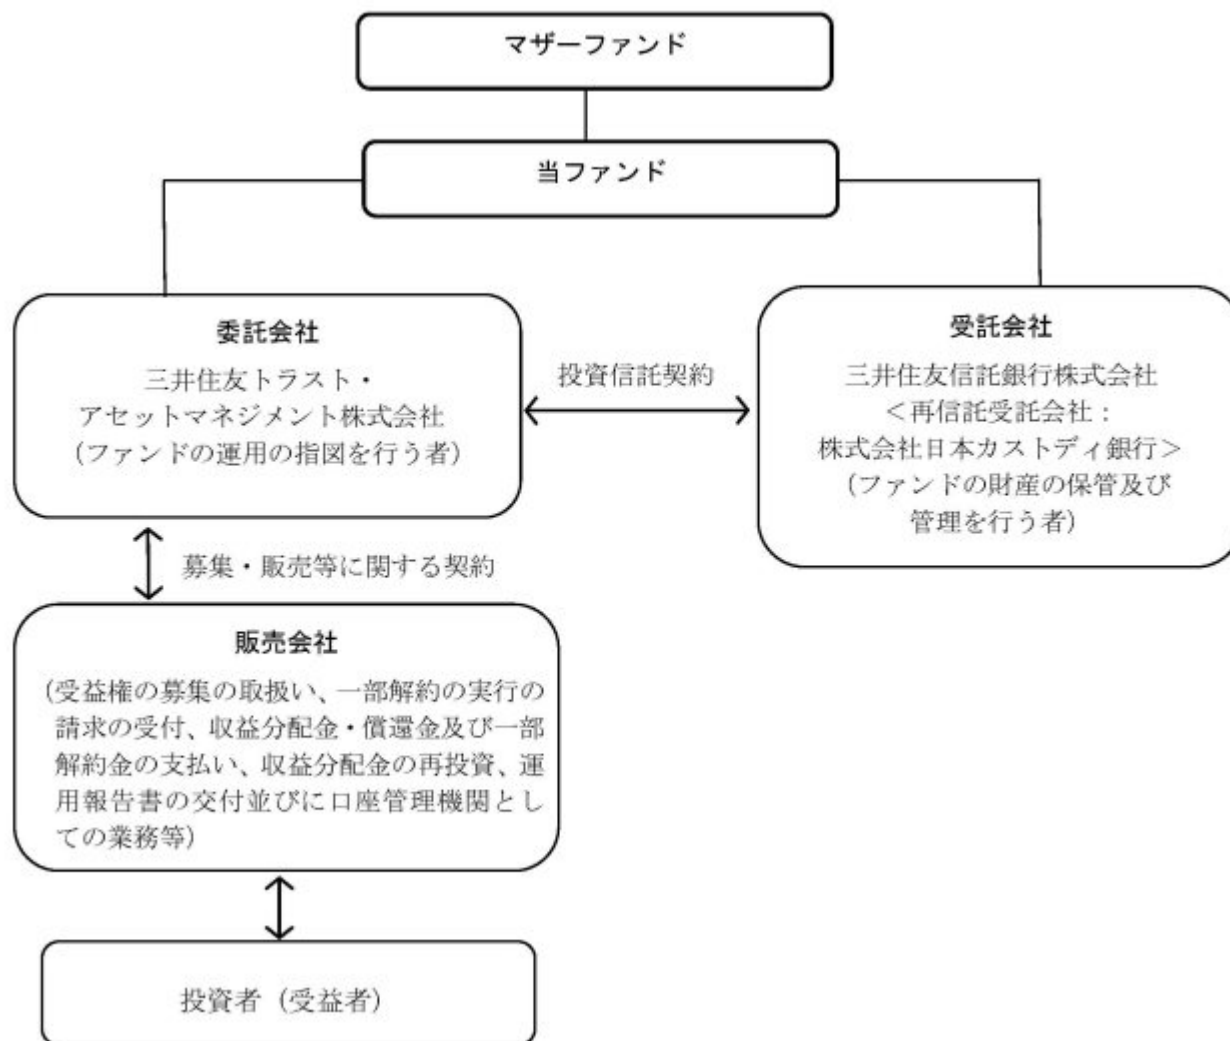 マザーファンド
当ファンド
委託会社
三井住友トラスト・
アセットマネジメント株式会社
（ファンドの運用の指図を行う者）
投資信託契約
受託会社
三井住友信託銀行株式会社
＜再信託受託会社：
株式会社日本カストディ銀行＞
（ファンドの財産の保管及び
管理を行う者）
募集・販売等に関する契約
販売会社
（受益権の募集の取扱い、一部解約の実行の
請求の受付、収益分配金・償還金及び一部
解約金の支払い、収益分配金の再投資、運
用報告書の交付並びに口座管理機関とし
ての業務等）
投資者（受益者）